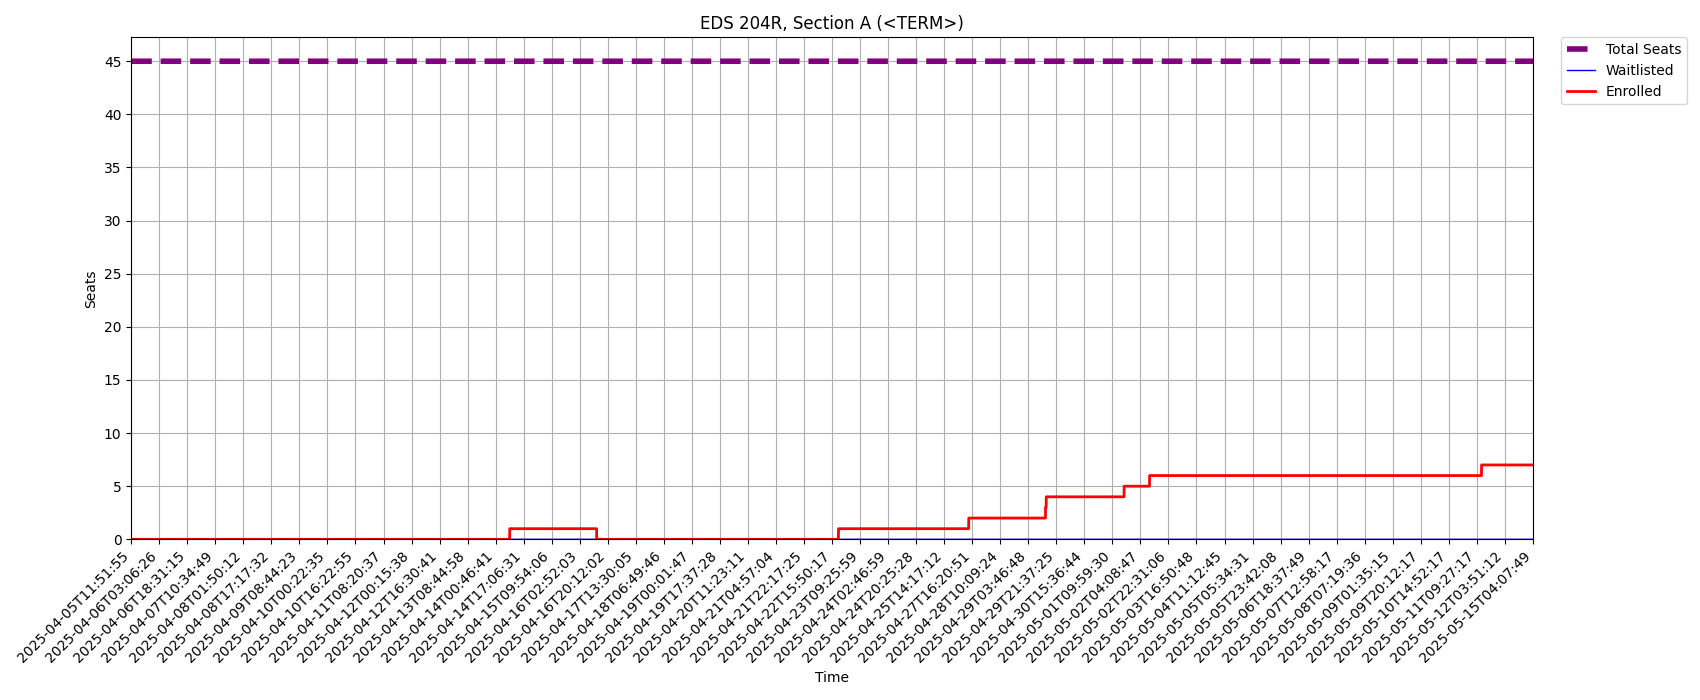 EDS 204R, Section A (<TERM>)
Total Seats
Waitlisted
Enrolled
Seats
45
40
35
30
25
20
15
10
5
0
2025-04-05T11:51:55
2025-04-06T03:06:26
2025-04-06T18:31:15
2025-04-07T10:34:49
2025-04-08T01:50:12
2025-04-08T17:17:32
2025-04-09T08:44:23
2025-04-10T00:22:35
2025-04-10T16:22:55
2025-04-11T08:20:37
2025-04-12T00:15:38
2025-04-12T16:30:41
2025-04-13T08:44:58
2025-04-14T00:46:41
2025-04-14T17:06:31
2025-04-15T09:54:06
2025-04-16T02:52:03
2025-04-16T20:12:02
2025-04-17T13:30:05
2025-04-18T06:49:46
2025-04-19T00:01:47
2025-04-19T17:37:28
2025-04-20T11:23:11
2025-04-21T04:57:04
2025-04-21T22:17:25
2025-04-22T15:50:17
2025-04-23T09:25:59
2025-04-24T02:46:59
2025-04-24T20:25:28
2025-04-25T14:17:12
2025-04-27T16:20:51
2025-04-28T10:09:24
2025-04-29T03:46:48
2025-04-29T21:37:25
2025-04-30T15:36:44
2025-05-01T09:59:30
2025-05-02T04:08:47
2025-05-02T22:31:06
2025-05-03T16:50:48
2025-05-04T11:12:45
2025-05-05T05:34:31
2025-05-05T23:42:08
2025-05-06T18:37:49
2025-05-07T12:58:17
2025-05-08T07:19:36
2025-05-09T01:35:15
2025-05-09T20:12:17
2025-05-10T14:52:17
2025-05-11T09:27:17
2025-05-12T03:51:12
2025-05-15T04:07:49
Time